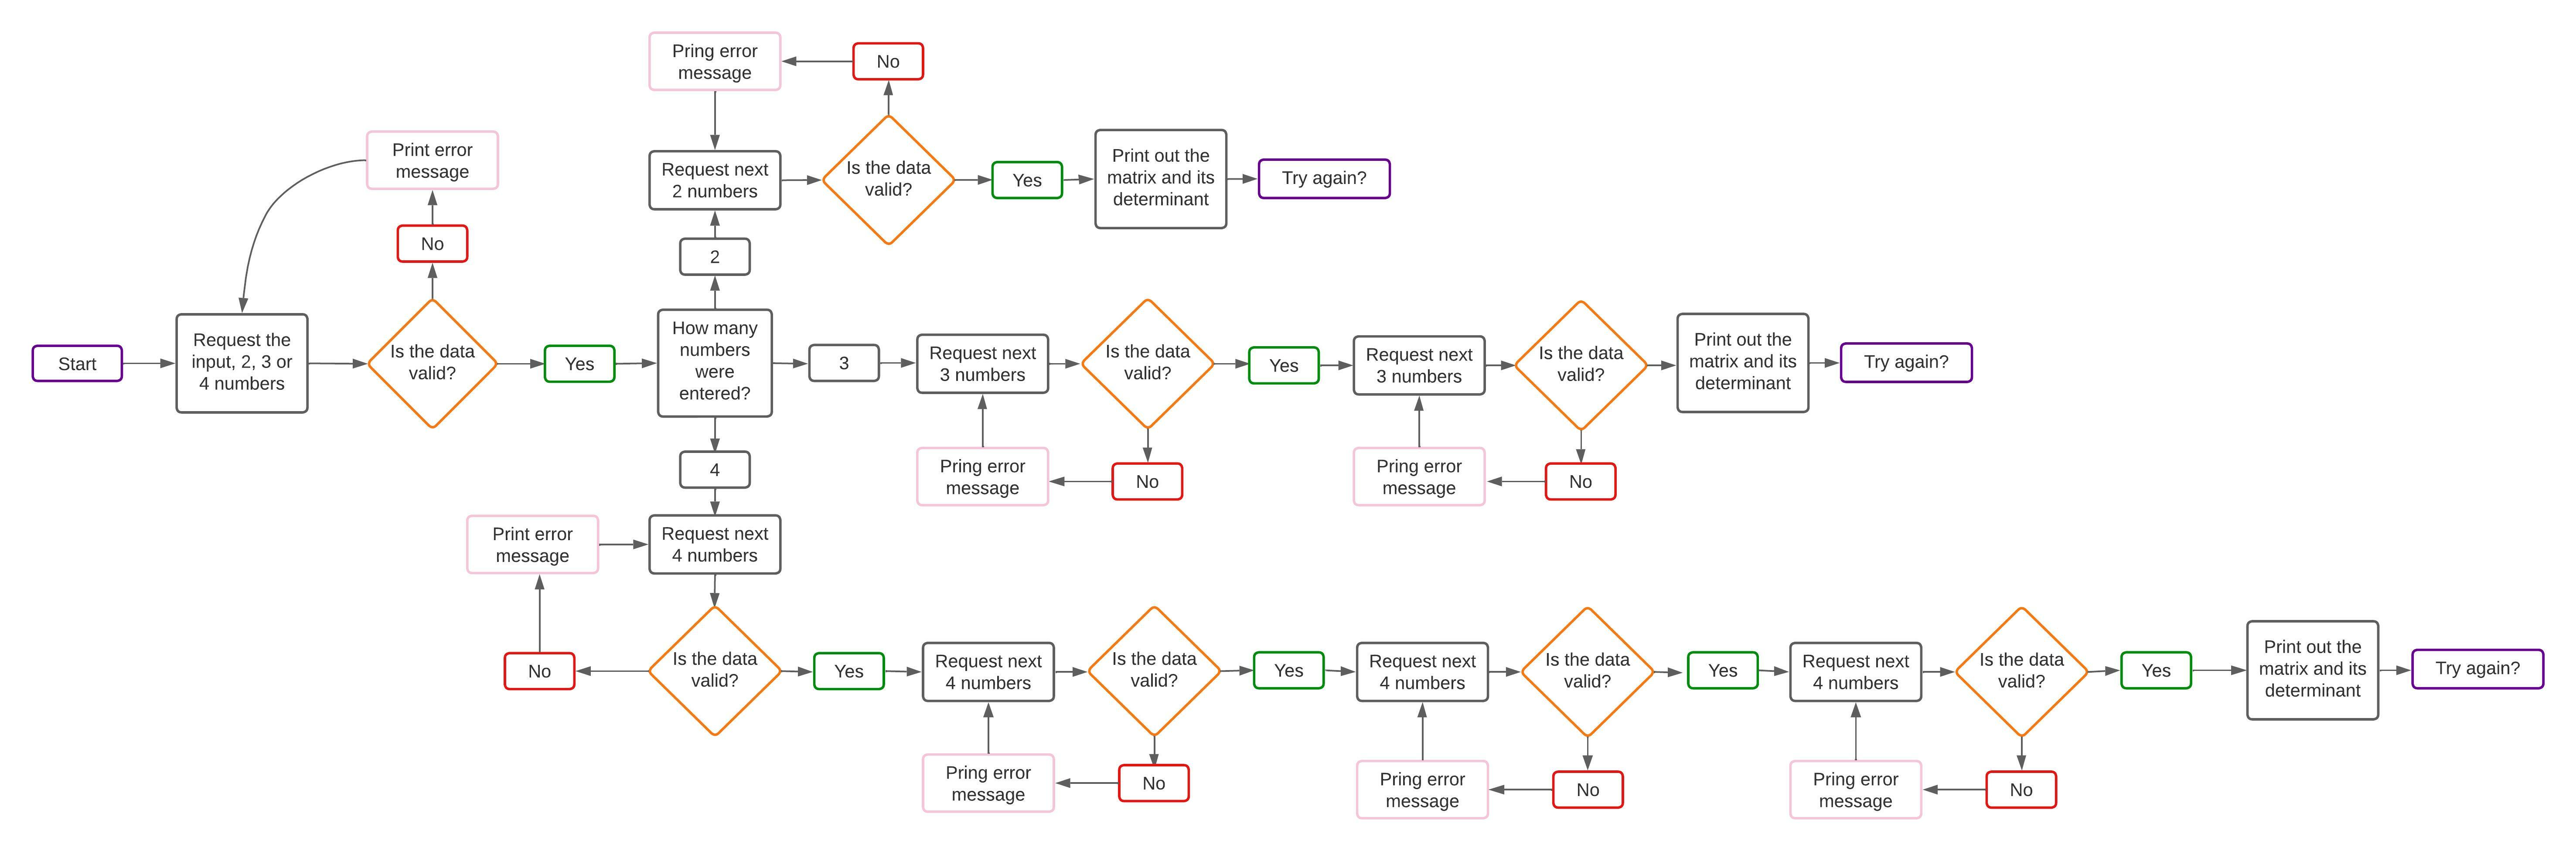 Pring error
message
No
Print error
message
Request next
2 numbers
Is the data
valid?
Yes
Print out the
matrix and its
determinant
Try again?
No
2
Start
Request the
input, 2, 3 or
4 numbers
Is the data
valid?
Yes
How many
numbers
were
entered?
3
Request next
3 numbers
Is the data
valid?
Yes
Request next
3 numbers
Is the data
valid?
Print out the
matrix and its
determinant
Try again?
4
Pring error
message
No
Pring error
message
No
Print error
message
Request next
4 numbers
No
Is the data
valid?
Yes
Request next
4 numbers
Is the data
valid?
Yes
Request next
4 numbers
Is the data
valid?
Yes
Request next
4 numbers
Is the data
valid?
Yes
Print out the
matrix and its
determinant
Try again?
Pring error
message
No
Pring error
message
No
Pring error
message
No